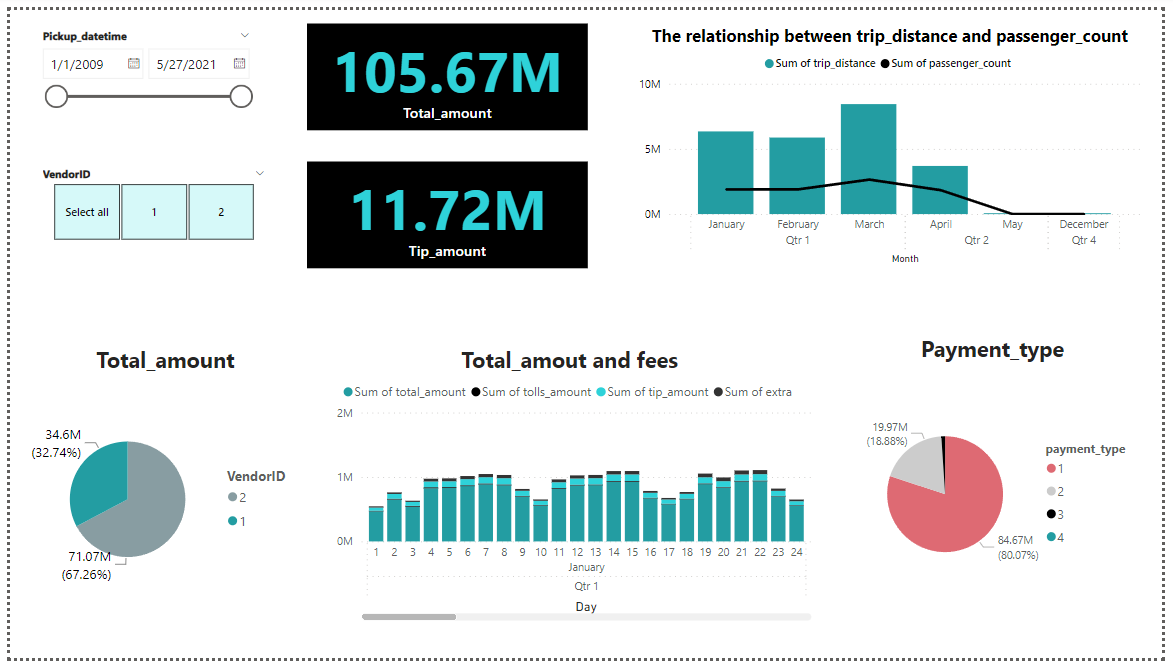 Pickup_datetime
1/1/2009 5/27/2021
VendorID
Select all 1 2
105.67M
Total_amount
11.72M
Tip_amount
The relationship between trip_distance and passenger_count
Sum of trip_distance Sum of passenger_count
10M
5M
0M
January February March April May December
Qtr 1 Qtr 2 Qtr 4
Month
Total_amount
34.6M
(32.74%)
71.07M
(67.26%)
VendorID
2
1
Total_amout and fees
Sum of total_amount Sum of tolls_amount Sum of tip_amount Sum of extra
2M
1M
0M
1 2 3 4 5 6 7 8 9 10 11 12 13 14 15 16 17 18 19 20 21 22 23 24
January
Qtr 1
Day
Payment_type
19.97M
(18.88%)
84.67M
(80.07%)
payment_type
1
2
3
4